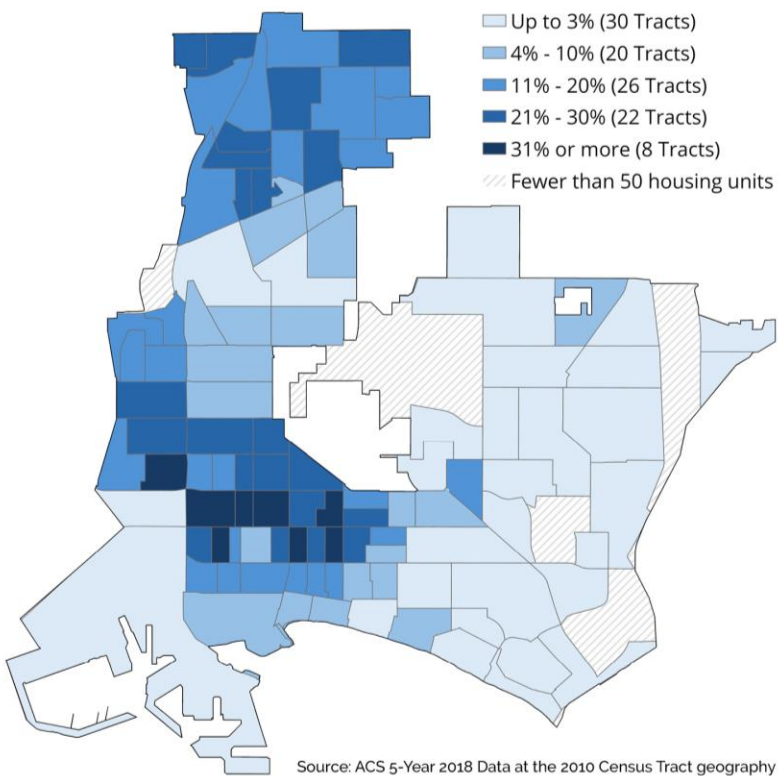 Up to 3% (30 Tracts)
4% - 10% (20 Tracts)
11% - 20% (26 Tracts)
21% - 30% (22 Tracts)
31% or more (8 Tracts)
Fewer than 50 housing units
Source: ACS 5-Year 2018 Data at the 2010 Census Tract geography